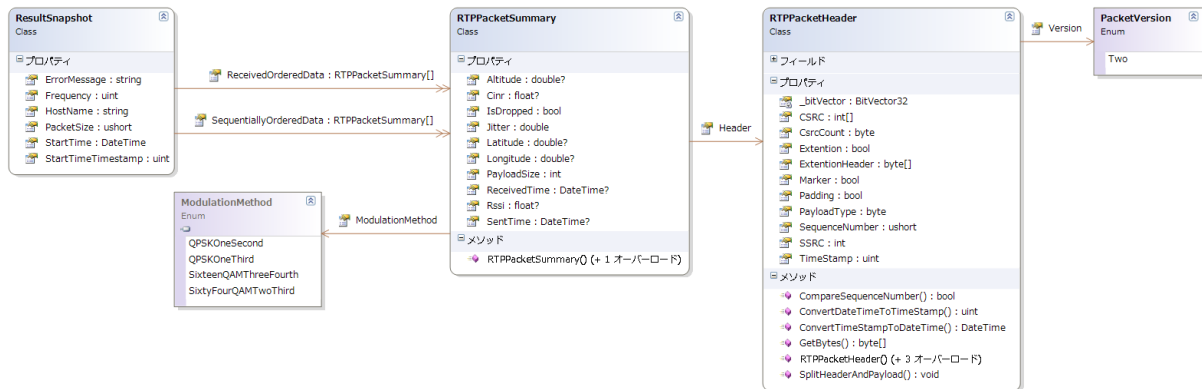 ResultSnapshot
Class
プロパティ
ErrorMessage : string
Frequency : uint
HostName : string
PacketSize : ushort
StartTime : DateTime
StartTimeTimestamp : uint
ReceivedOrderedData : RTPPacketSummary[]
SequentiallyOrderedData : RTPPacketSummary[]
ModulationMethod
Enum
QPSKOneSecond
QPSKOneThird
SixteenQAMThreeFourth
SixtyFourQAMTwoThird
ModulationMethod
RTPPacketSummary
Class
プロパティ
Altitude : double?
Cinr : float?
IsDropped : bool
Jitter : double
Latitude : double?
Longitude : double?
PayloadSize : int
ReceivedTime : DateTime?
Rssi : float?
SentTime : DateTime?
メソッド
RTPPacketSummary() (+ 1 オーバーロード)
Header
RTPPacketHeader
Class
フィールド
プロパティ
_bitVector : BitVector32
CSRC : int[]
CsrcCount : byte
Extention : bool
ExtentionHeader : byte[]
Marker : bool
Padding : bool
PayloadType : byte
SequenceNumber : ushort
SSRC : int
TimeStamp : uint
メソッド
CompareSequenceNumber() : bool
ConvertDateTimeToTimeStamp() : uint
ConvertTimeStampToDateTime() : DateTime
GetBytes() : byte[]
RTPPacketHeader() (+ 3 オーバーロード)
SplitHeaderAndPayload() : void
Version
PacketVersion
Enum
Two